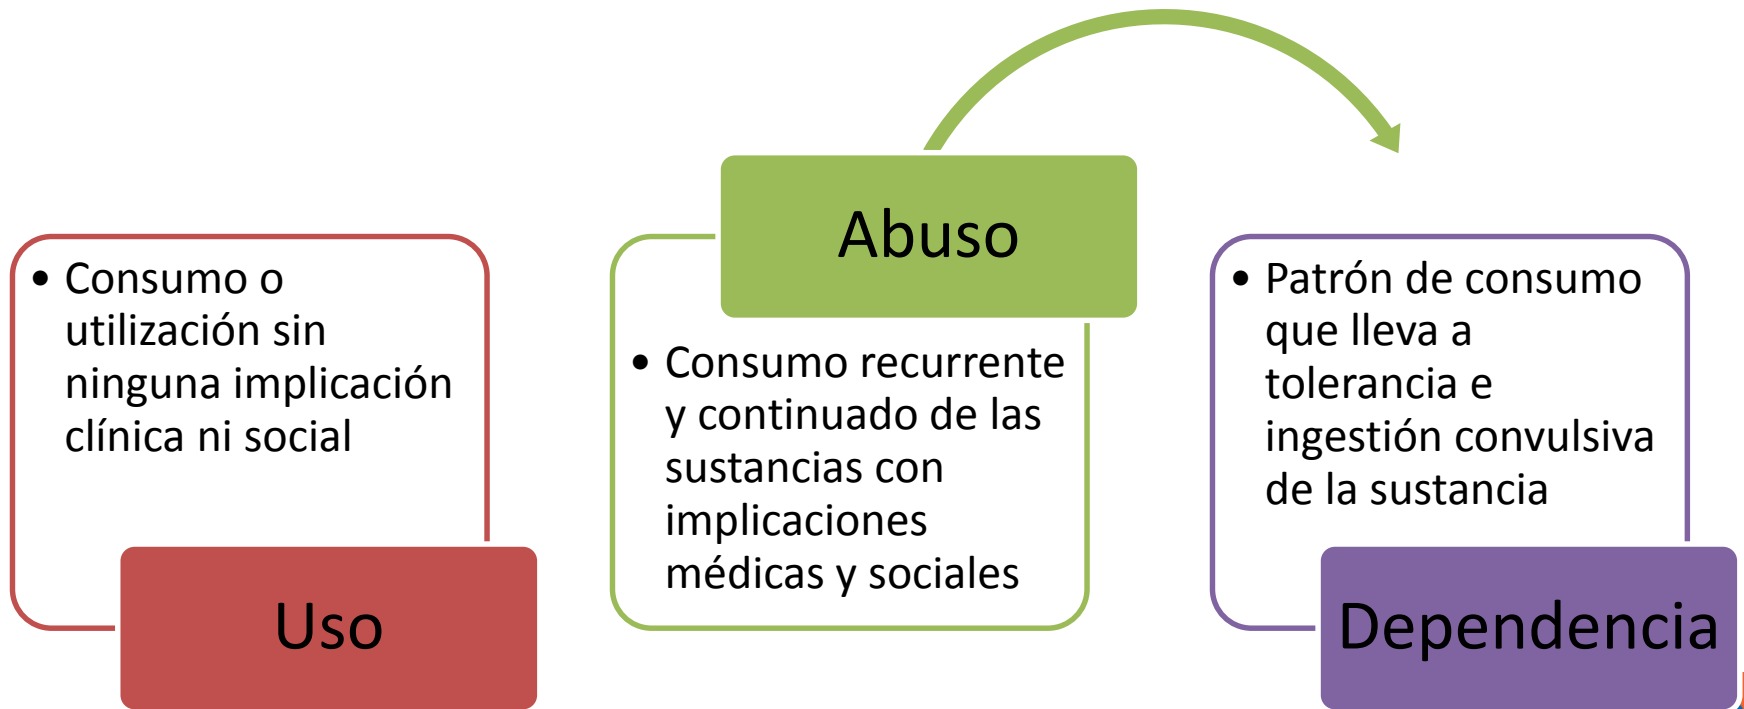 • Consumo o
utilización sin
ninguna implicación
clínica ni social
Uso
Abuso
• Consumo recurrente
y continuado de las
sustancias con
implicaciones
médicas y sociales
• Patrón de consumo
que lleva a
tolerancia e
ingestión convulsiva
de la sustancia
Dependencia